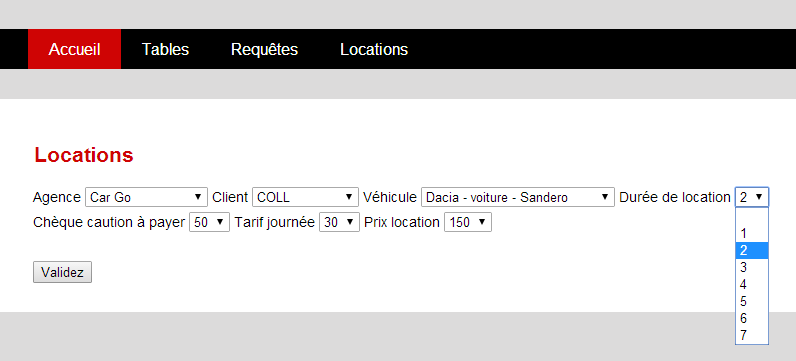 Accueil Tables Requêtes Locations
Locations
Agence Car Go Client COLL Véhicule Dacia - voiture - Sandero Durée de location 2
Chèque caution à payer 50 Tarif journée 30 Prix location 150
Validez
1
2
3
4
5
6
7